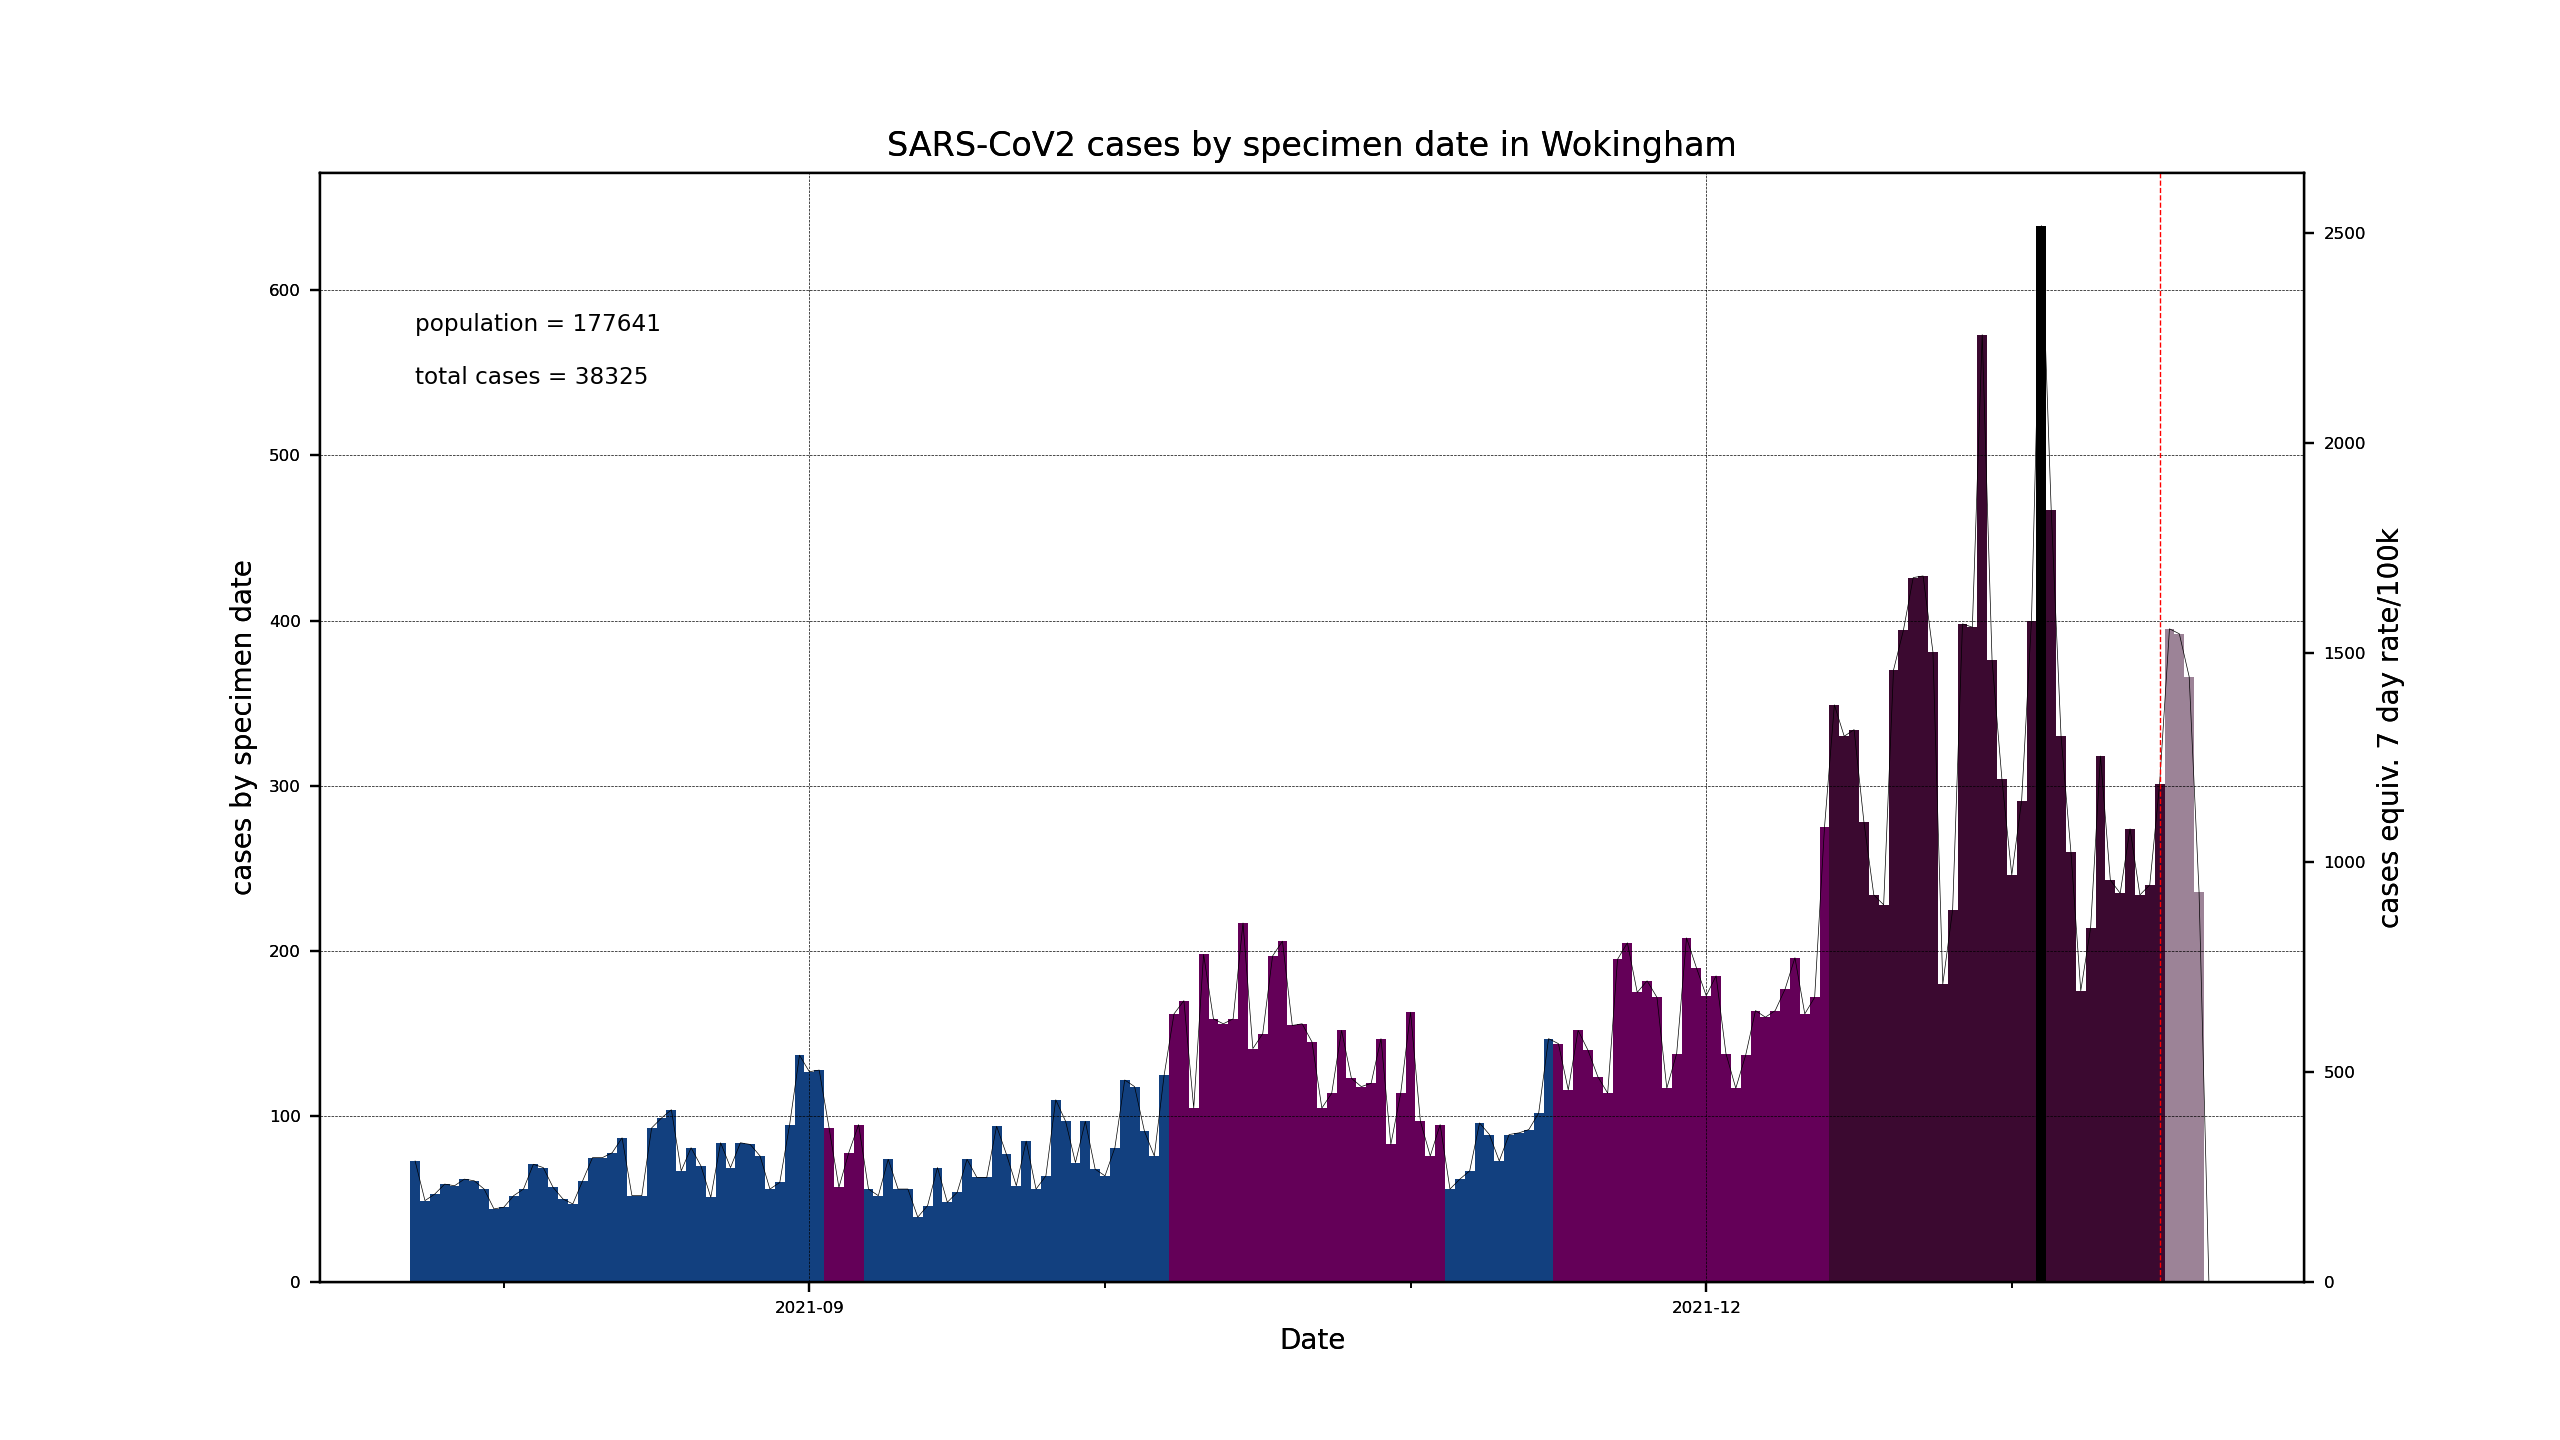 SARS-CoV2 cases by specimen date in Wokingham
population = 177641
total cases = 38325
cases by specimen date
600
500
400
300
200
100
0
2500
2000
1500
1000
500
0
cases equiv. 7 day rate/100k
2021-09
2021-12
Date